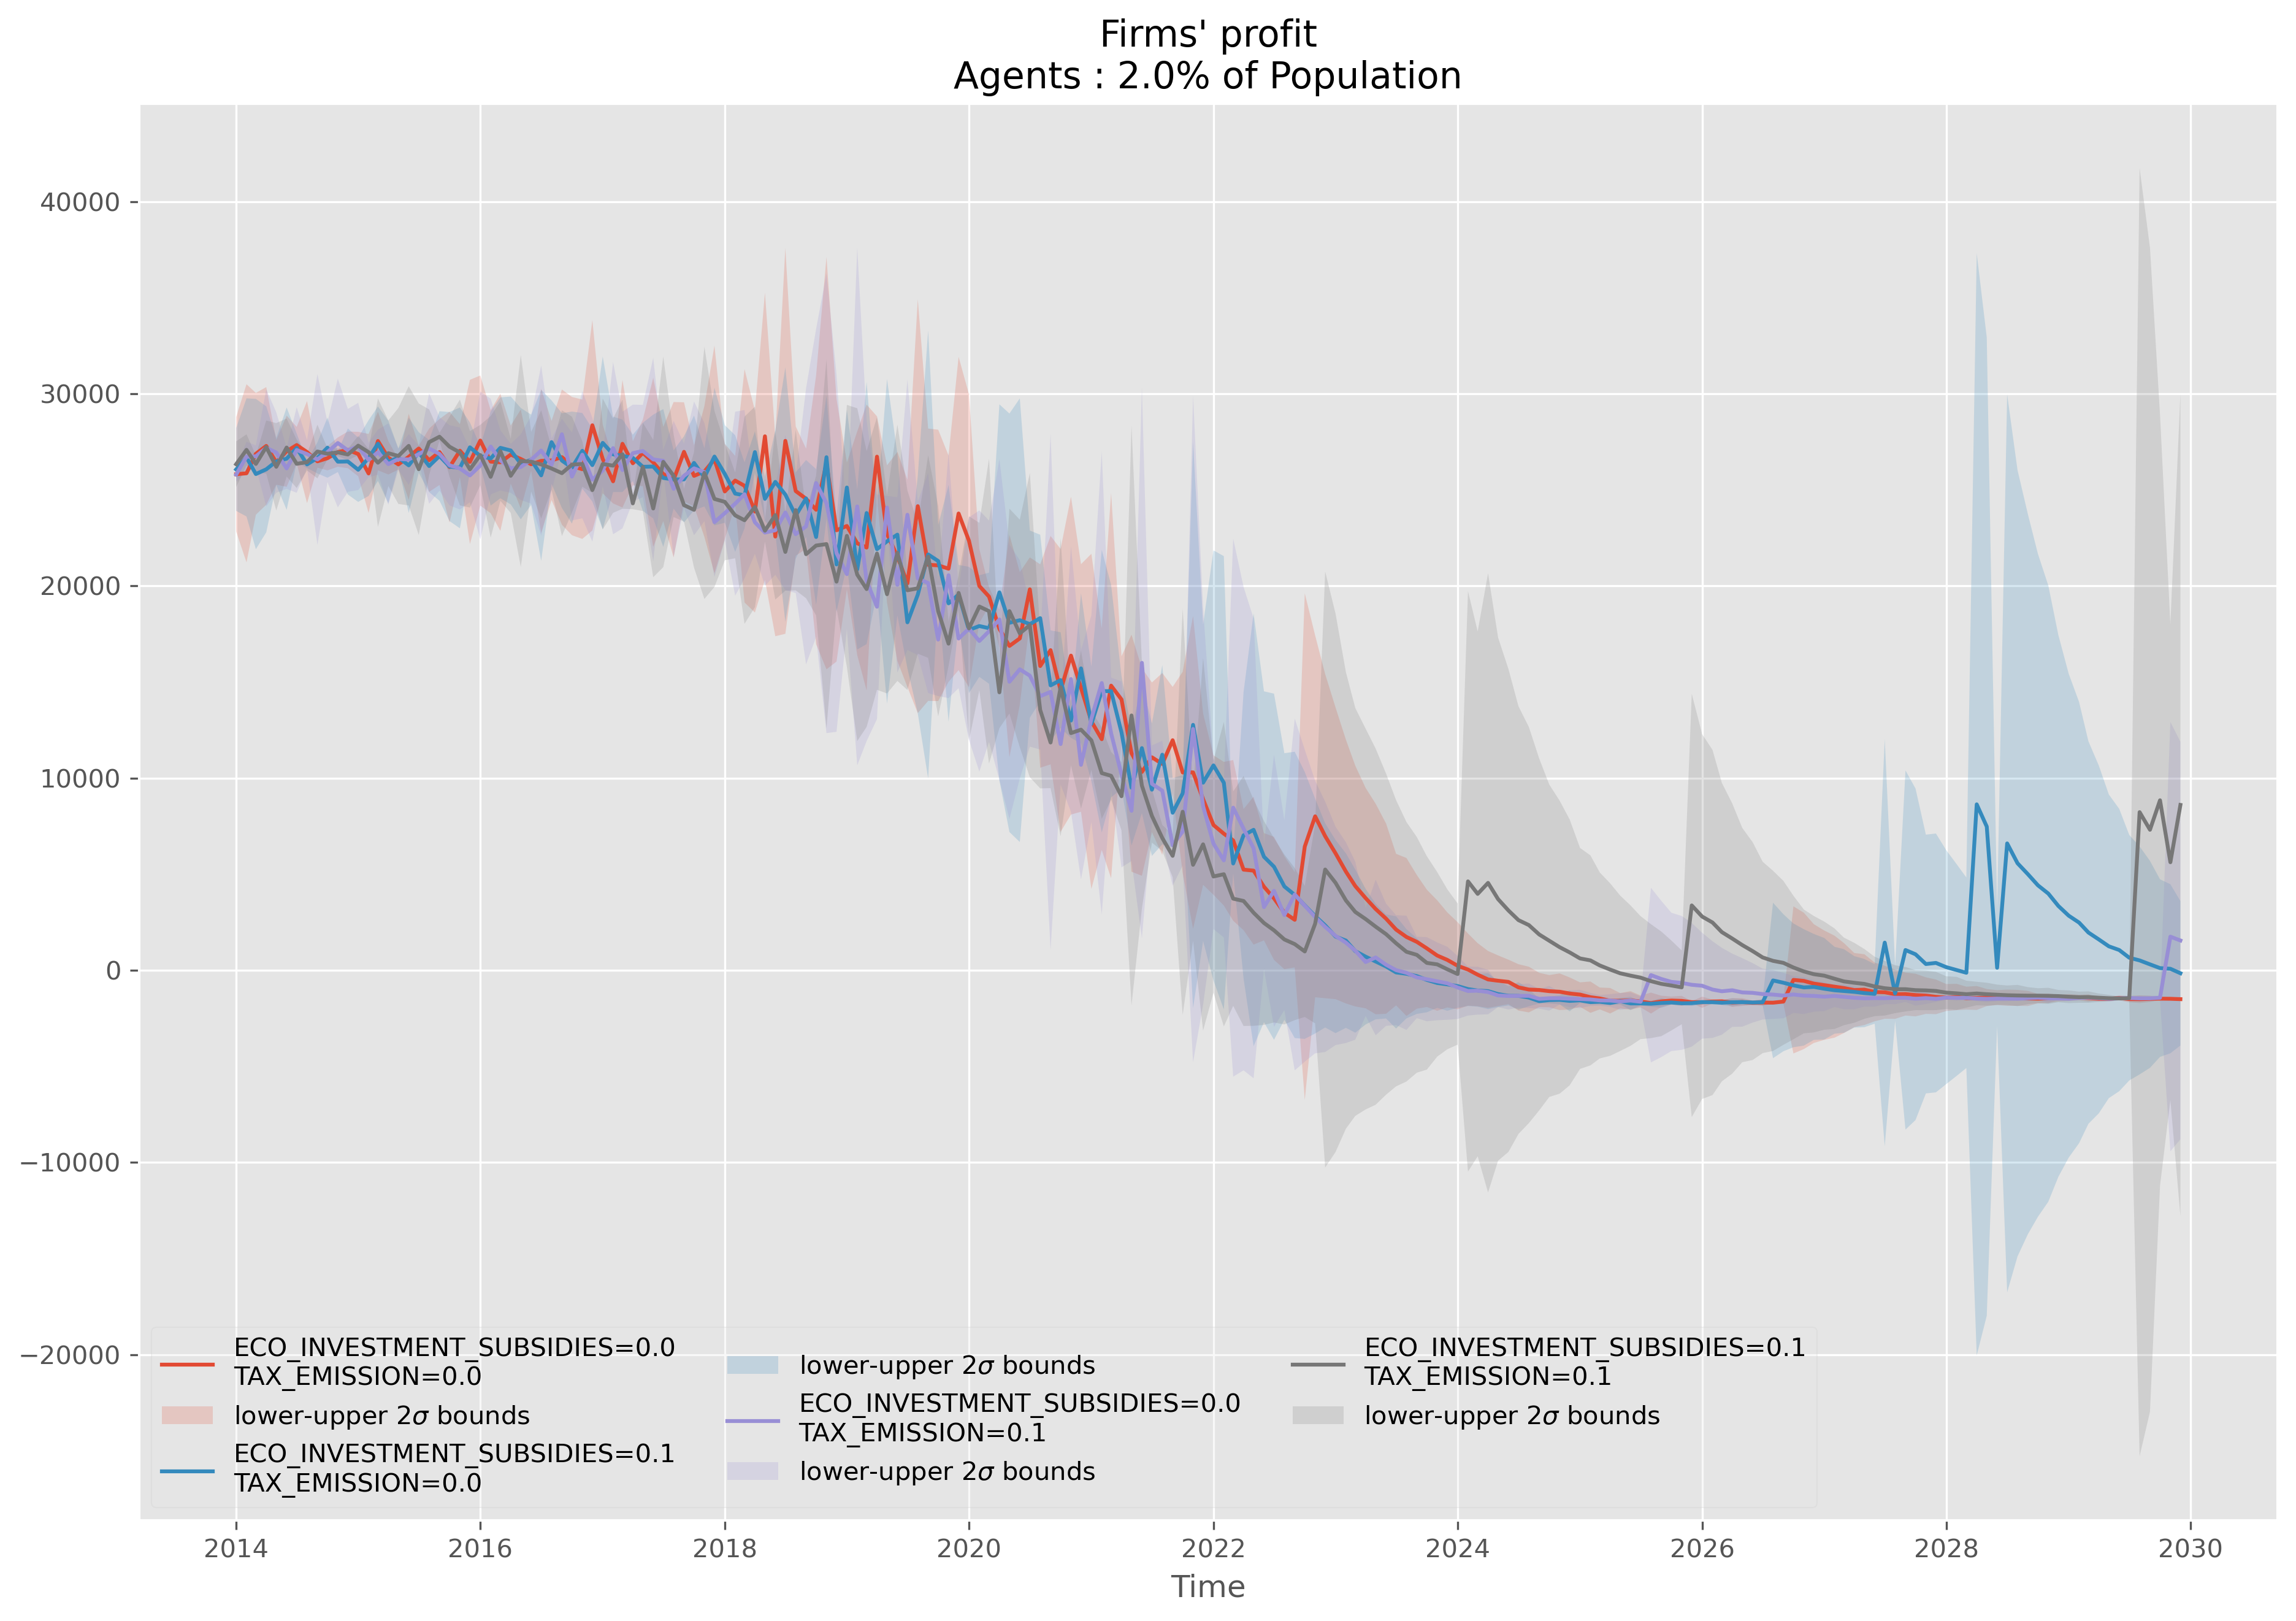 Firms' profit
Agents : 2.0% of Population
40000
30000
20000
10000
0
−10000
−20000
ECO_INVESTMENT_SUBSIDIES=0.0
TAX_EMISSION=0.0
lower-upper 2σ bounds
ECO_INVESTMENT_SUBSIDIES=0.1
TAX_EMISSION=0.0
lower-upper 2σ bounds
ECO_INVESTMENT_SUBSIDIES=0.0
TAX_EMISSION=0.1
lower-upper 2σ bounds
ECO_INVESTMENT_SUBSIDIES=0.1
TAX_EMISSION=0.1
lower-upper 2σ bounds
2014 2016 2018 2020 2022 2024 2026 2028 2030
Time